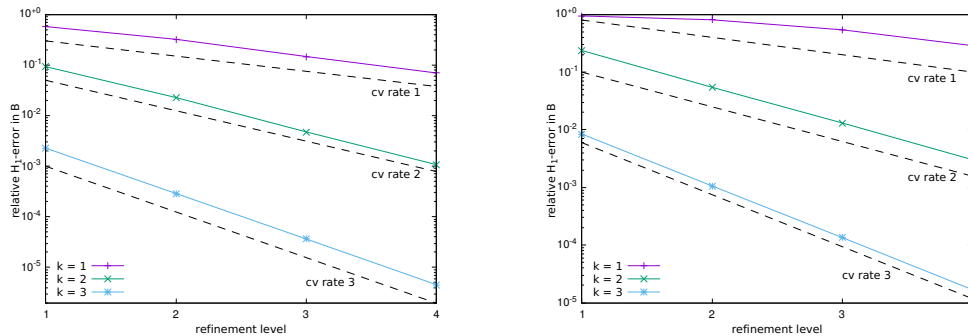 10^0
10^-1
10^-2
10^-3
10^-4
10^-5
relative H1-error in B
cv rate 1
cv rate 2
cv rate 3
k = 1
k = 2
k = 3
1 2 3 4
refinement level
10^0
10^-1
10^-2
10^-3
10^-4
10^-5
relative H1-error in B
cv rate 1
cv rate 2
cv rate 3
k = 1
k = 2
k = 3
1 2 3
refinement level